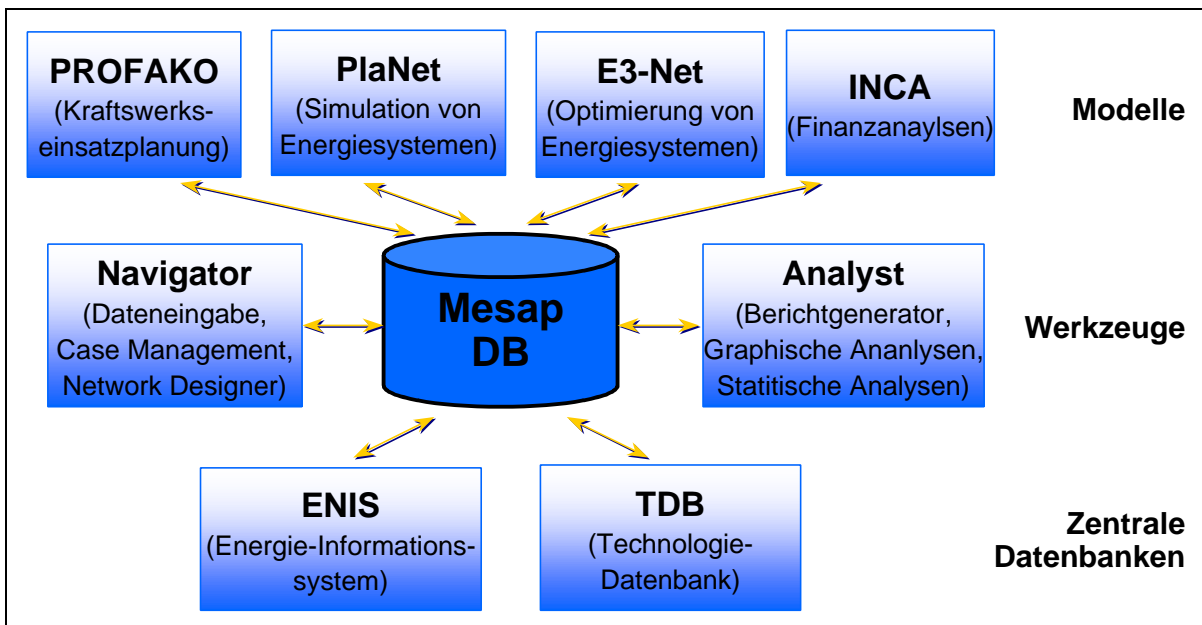 PROFAKO
(Kraftswerks-
einsatzplanung)
PlaNet
(Simulation von
Energiesystemen)
E3-Net
(Optimierung von
Energiesystemen)
INCA
(Finanzanaylsen)
Modelle
Navigator
(Dateneingabe,
Case Management,
Network Designer)
Mesap
DB
Analyst
(Berichtgenerator,
Graphische Ananlysen,
Statitische Analysen)
Werkzeuge
ENIS
(Energie-Informations-
system)
TDB
(Technologie-
Datenbank)
Zentrale
Datenbanken